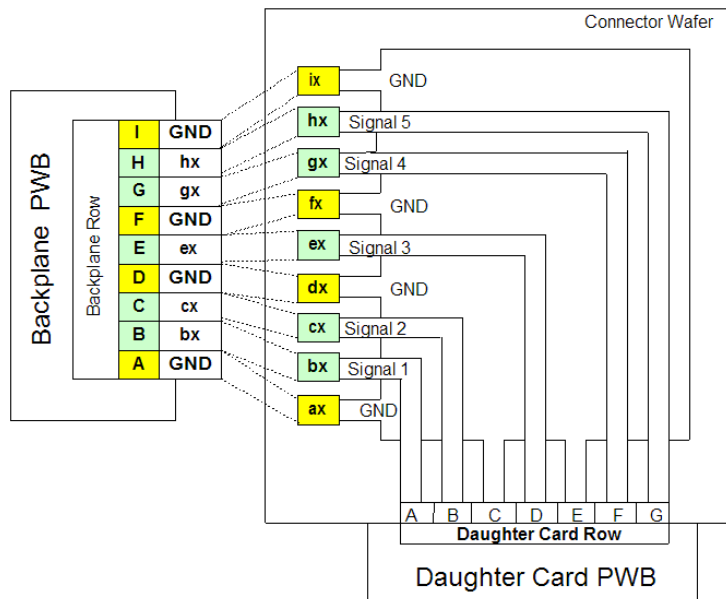 Connector Wafer
Backplane PWB
Backplane Row
I GND
H hx
G gx
F GND
E ex
D GND
C cx
B bx
A GND
ix GND
hx Signal 5
gx Signal 4
fx GND
ex Signal 3
dx GND
cx Signal 2
bx Signal 1
ax GND
A B C D E F G
Daughter Card Row
Daughter Card PWB